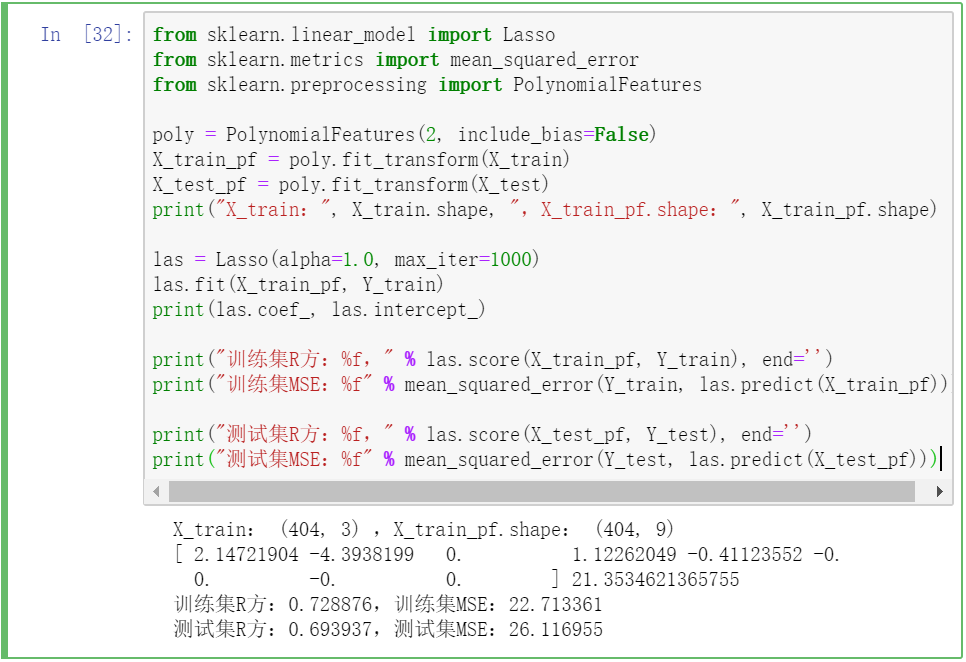 In [32]:
from sklearn.linear_model import Lasso
from sklearn.metrics import mean_squared_error
from sklearn.preprocessing import PolynomialFeatures
poly = PolynomialFeatures(2, include_bias=False)
X_train_pf = poly.fit_transform(X_train)
X_test_pf = poly.fit_transform(X_test)
print("X_train: ", X_train.shape, ", X_train_pf.shape: ", X_train_pf.shape)
las = Lasso(alpha=1.0, max_iter=1000)
las.fit(X_train_pf, Y_train)
print(las.coef_, las.intercept_)
print("训练集R方：%f，" % las.score(X_train_pf, Y_train), end='')
print("训练集MSE：%f" % mean_squared_error(Y_train, las.predict(X_train_pf))
print("测试集R方：%f，" % las.score(X_test_pf, Y_test), end='')
print("测试集MSE：%f" % mean_squared_error(Y_test, las.predict(X_test_pf)))
X_train:  (404, 3) , X_train_pf.shape:  (404, 9)
[ 2.14721904 -4.3938199   0.          1.12262049 -0.41123552 -0.
  0.         -0.          0.        ] 21.3534621365755
训练集R方：0.728876，训练集MSE：22.713361
测试集R方：0.693937，测试集MSE：26.116955